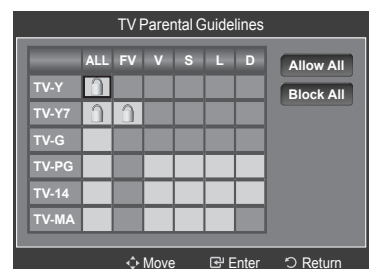 TV Parental Guidelines
ALL FV V S L D
Allow All
Block All
TV-Y
TV-Y7
TV-G
TV-PG
TV-14
TV-MA
Move Enter Return